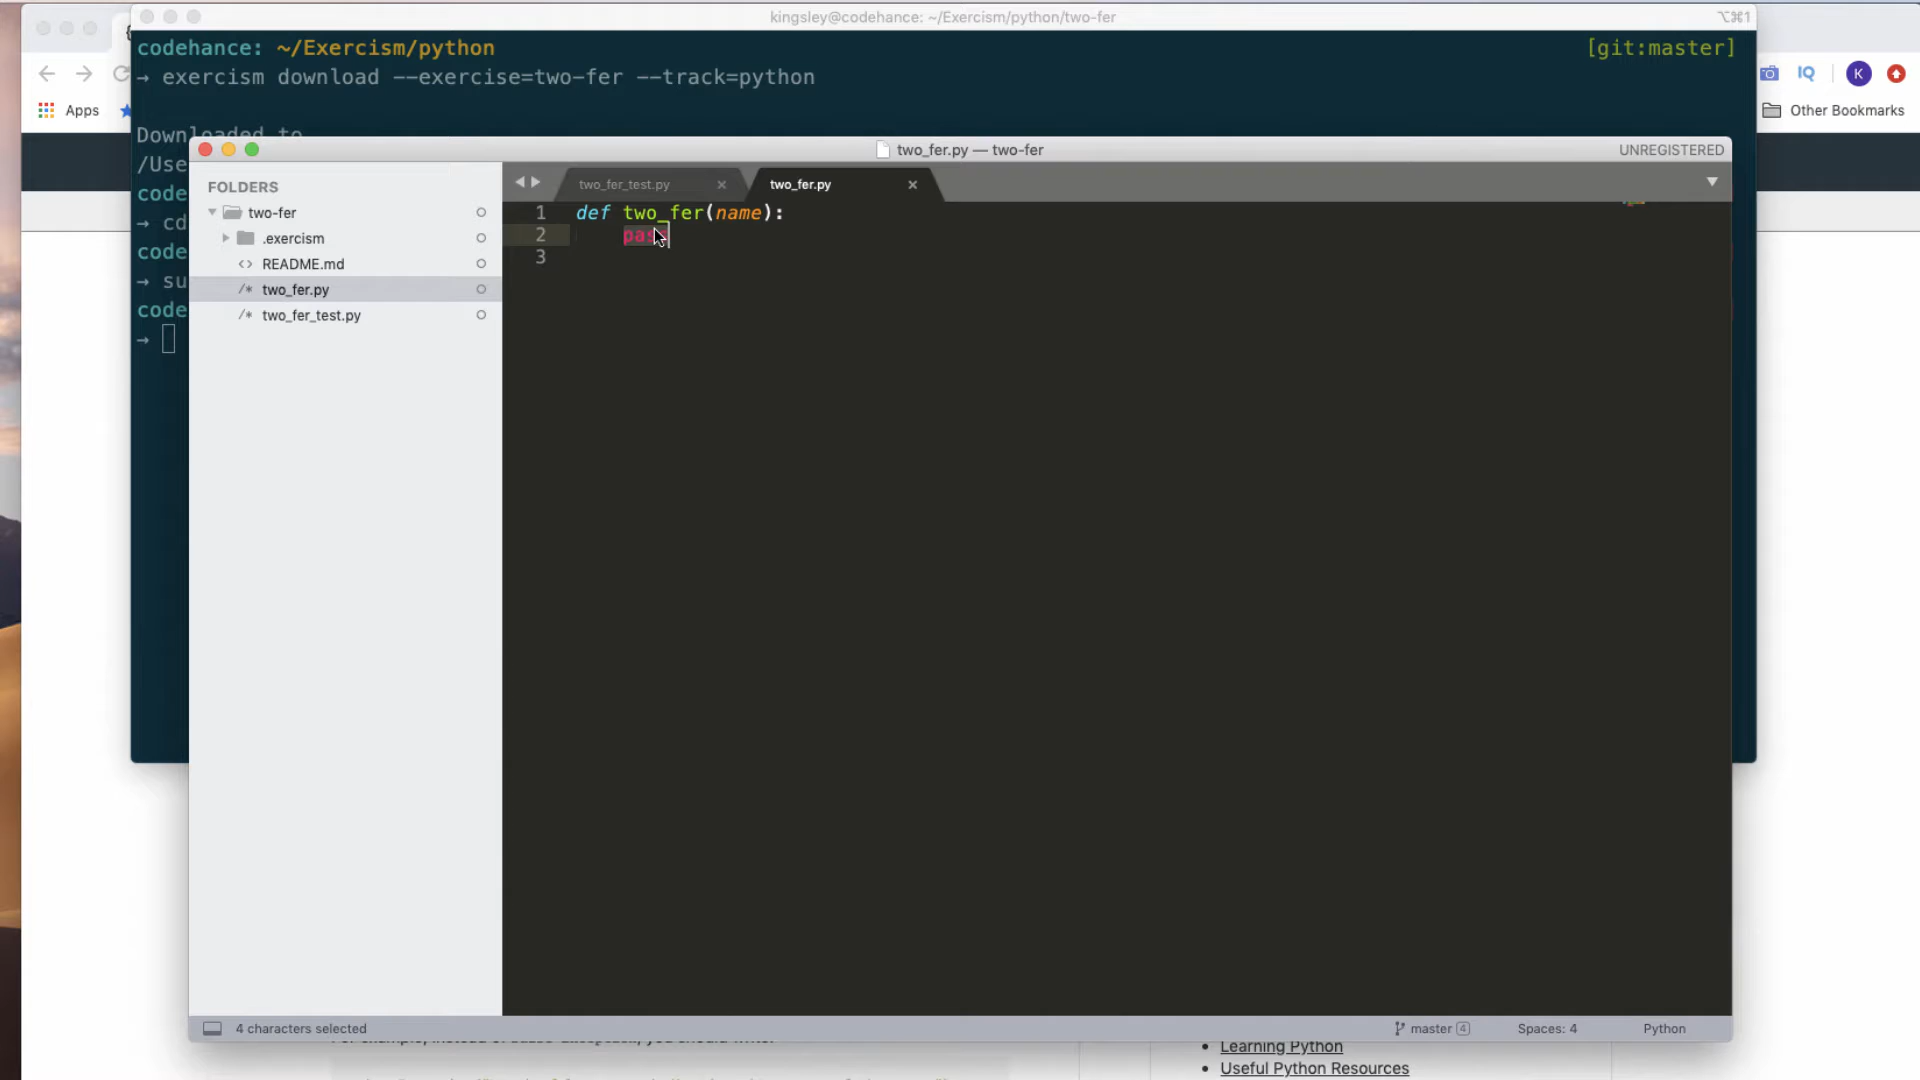 kingsley@codehance: ~/Exercism/python/two-fer
⌥⌘1
codehance: ~/Exercism/python
[git:master]
→ exercism download --exercise=two-fer --track=python
IQ
K
Apps
Other Bookmarks
Downloaded to
/Use
two_fer.py — two-fer
UNREGISTERED
code
→ cd
code
→ su
code
→
FOLDERS
two-fer
.exercism
README.md
two_fer.py
two_fer_test.py
two_fer_test.py
two_fer.py
1 def two_fer(name):
2 pass
3
4 characters selected
master 4
Spaces: 4
Python
Learning Python
Useful Python Resources